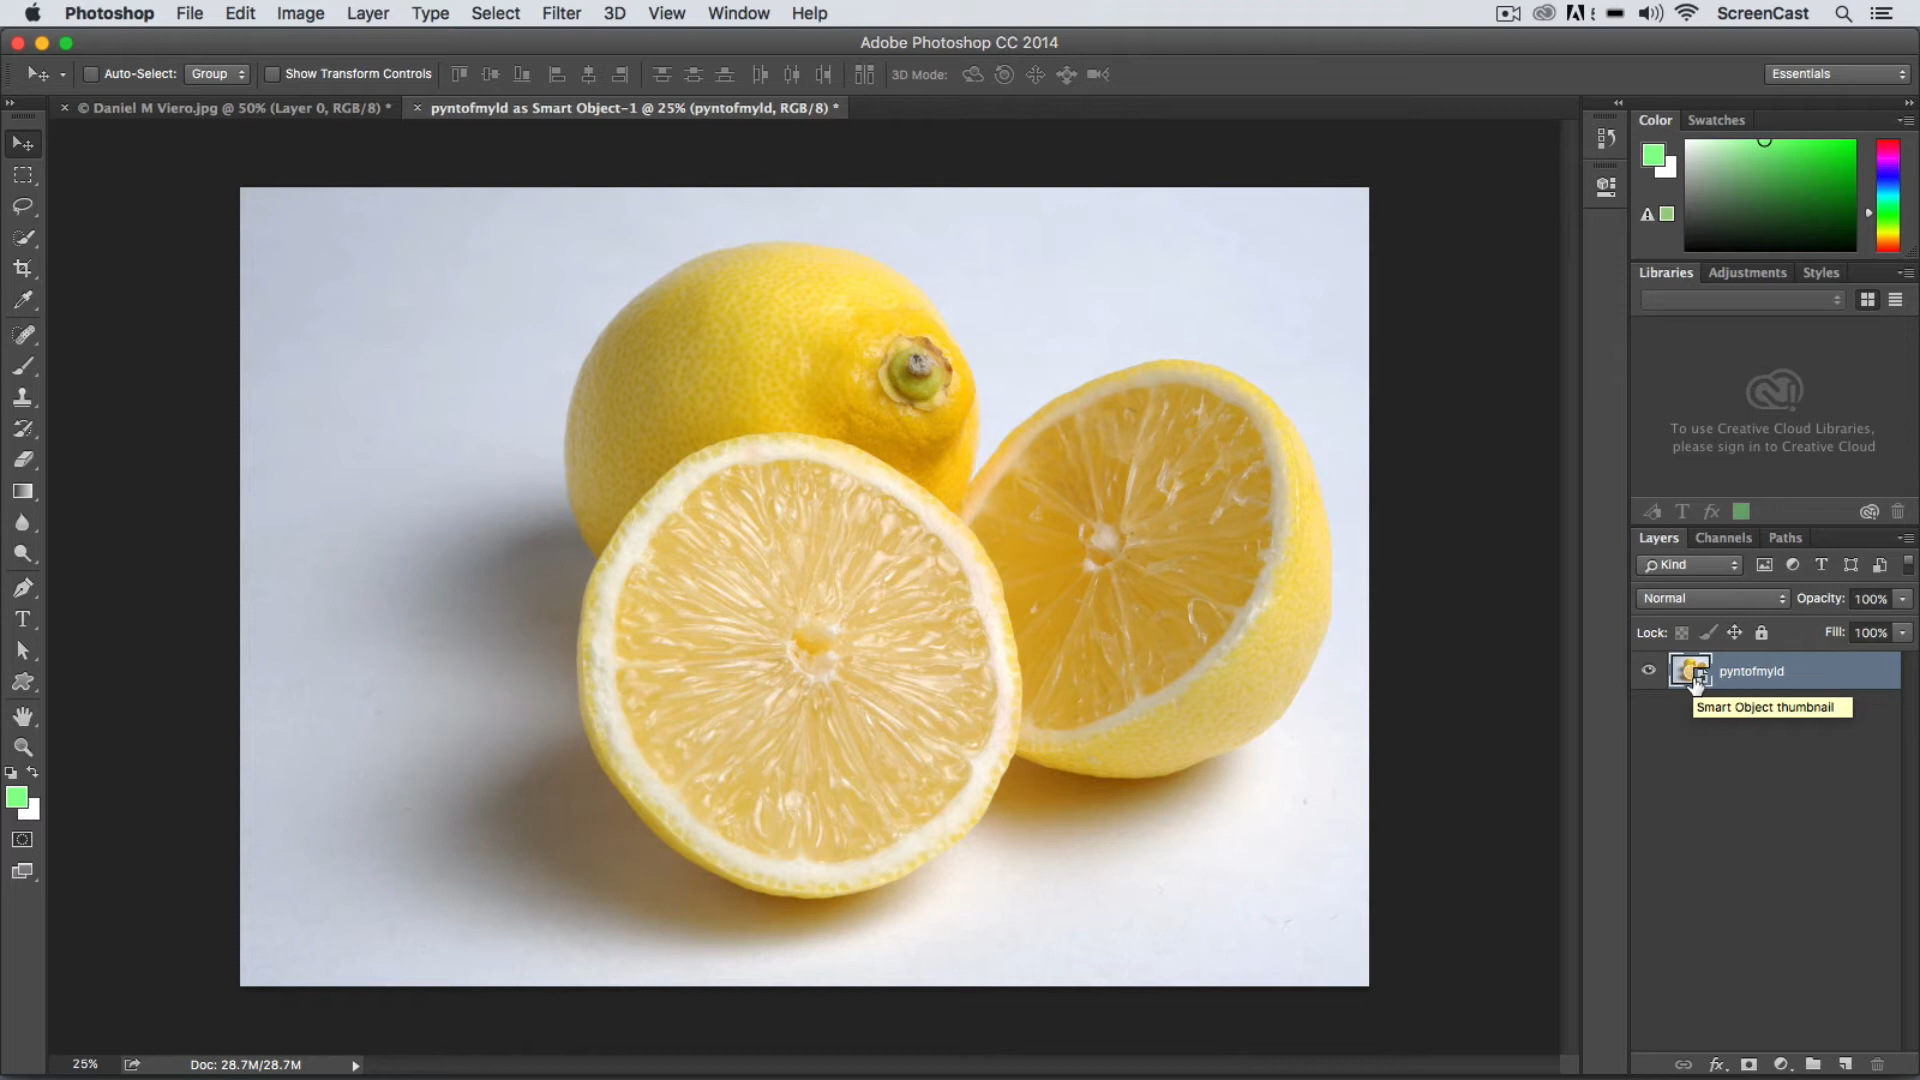 Photoshop File Edit Image Layer Type Select Filter 3D View Window Help ScreenCast
Adobe Photoshop CC 2014
Auto-Select: Group Show Transform Controls 3D Mode: Essentials
© Daniel M Viero.jpg @ 50% (Layer 0, RGB/8) * pyntofmyld as Smart Object-1 @ 25% (pyntofmyld, RGB/8) *
Color Swatches
Libraries Adjustments Styles
To use Creative Cloud Libraries,
please sign in to Creative Cloud
Layers Channels Paths
Kind
Normal Opacity: 100%
Lock: Fill: 100%
pyntofmyld
Smart Object thumbnail
25% Doc: 28.7M/28.7M